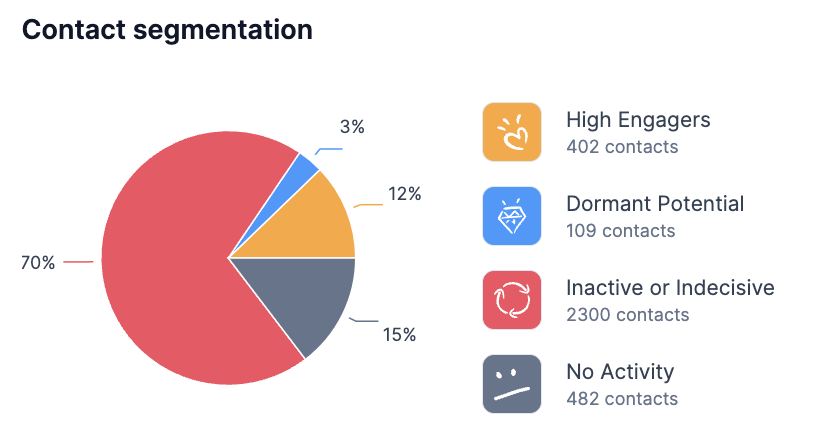 Contact segmentation
3%
12%
70%
15%
High Engagers
402 contacts
Dormant Potential
109 contacts
Inactive or Indecisive
2300 contacts
No Activity
482 contacts